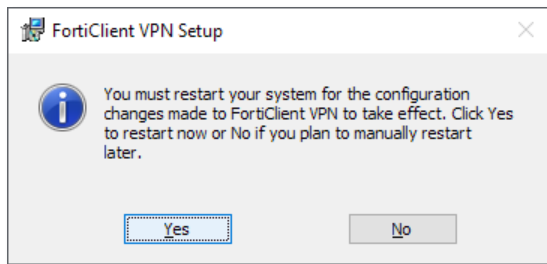 FortiClient VPN Setup
You must restart your system for the configuration
changes made to FortiClient VPN to take effect. Click Yes
to restart now or No if you plan to manually restart
later.
Yes
No